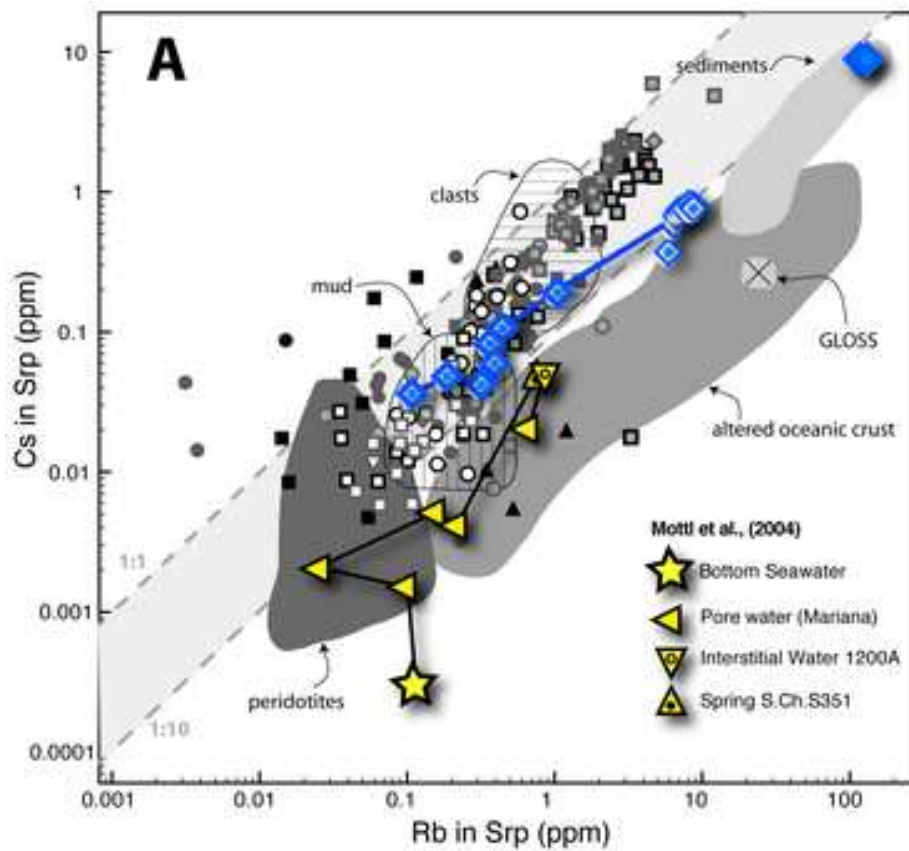 A
10
1
0.1
0.01
0.001
0.0001
Cs in Srp (ppm)
sediments
clasts
mud
GLOSS
altered oceanic crust
peridotites
1:1
1:10
Mottl et al., (2004)
Bottom Seawater
Pore water (Mariana)
Interstitial Water 1200A
Spring S.Ch.S351
0.001
0.01
0.1
1
10
100
Rb in Srp (ppm)